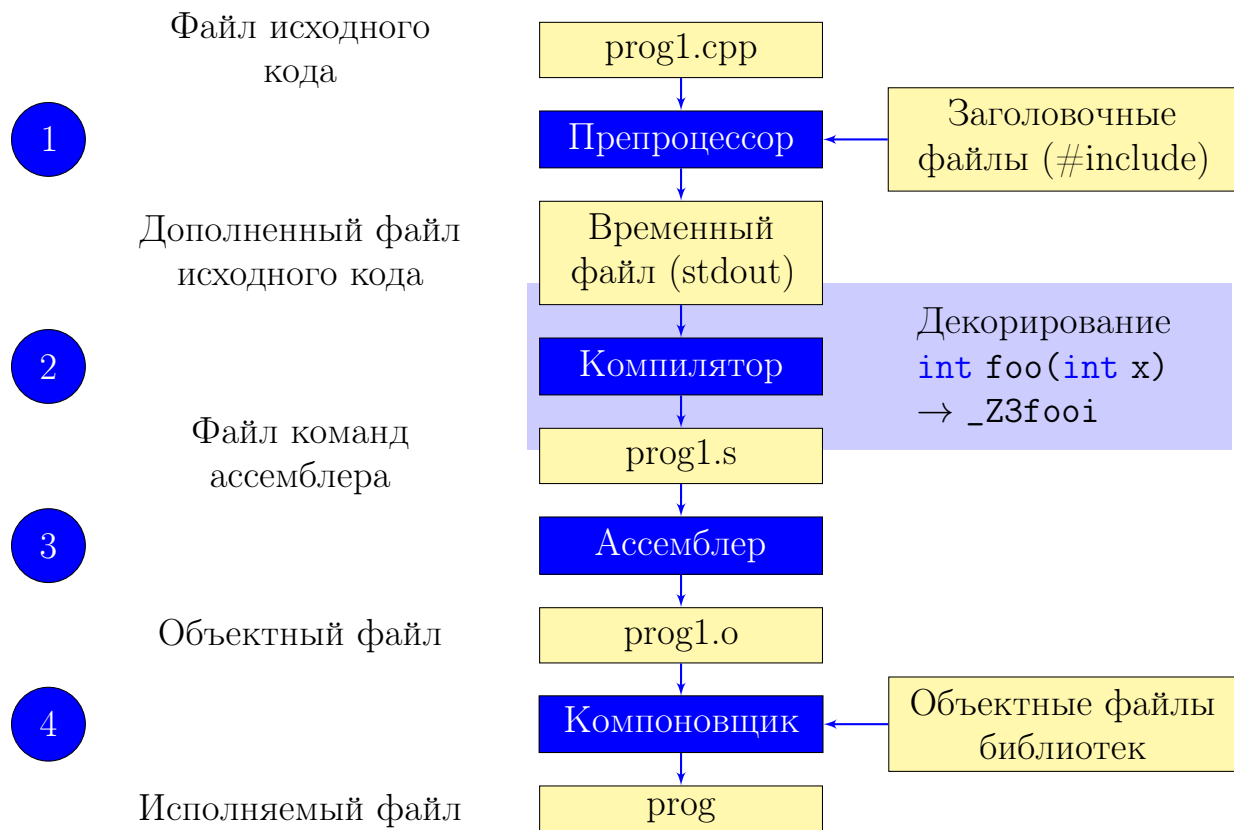 Файл исходного
кода
prog1.cpp
1
Препроцессор
Заголовочные
файлы (#include)
Дополненный файл
исходного кода
Временный
файл (stdout)
2
Компилятор
Декорирование
int foo(int x)
→ _Z3fooi
Файл команд
ассемблера
prog1.s
3
Ассемблер
Объектный файл
prog1.o
4
Компоновщик
Объектные файлы
библиотек
Исполняемый файл
prog